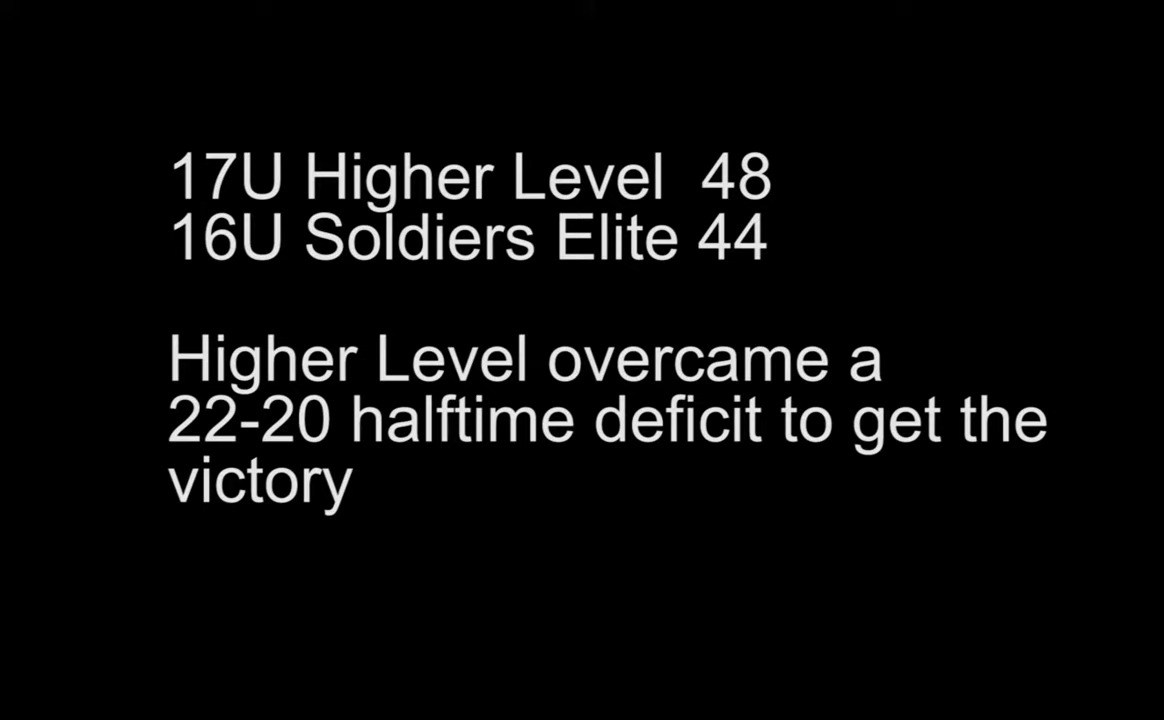 17U Higher Level  48
16U Soldiers Elite 44
Higher Level overcame a
22-20 halftime deficit to get the
victory